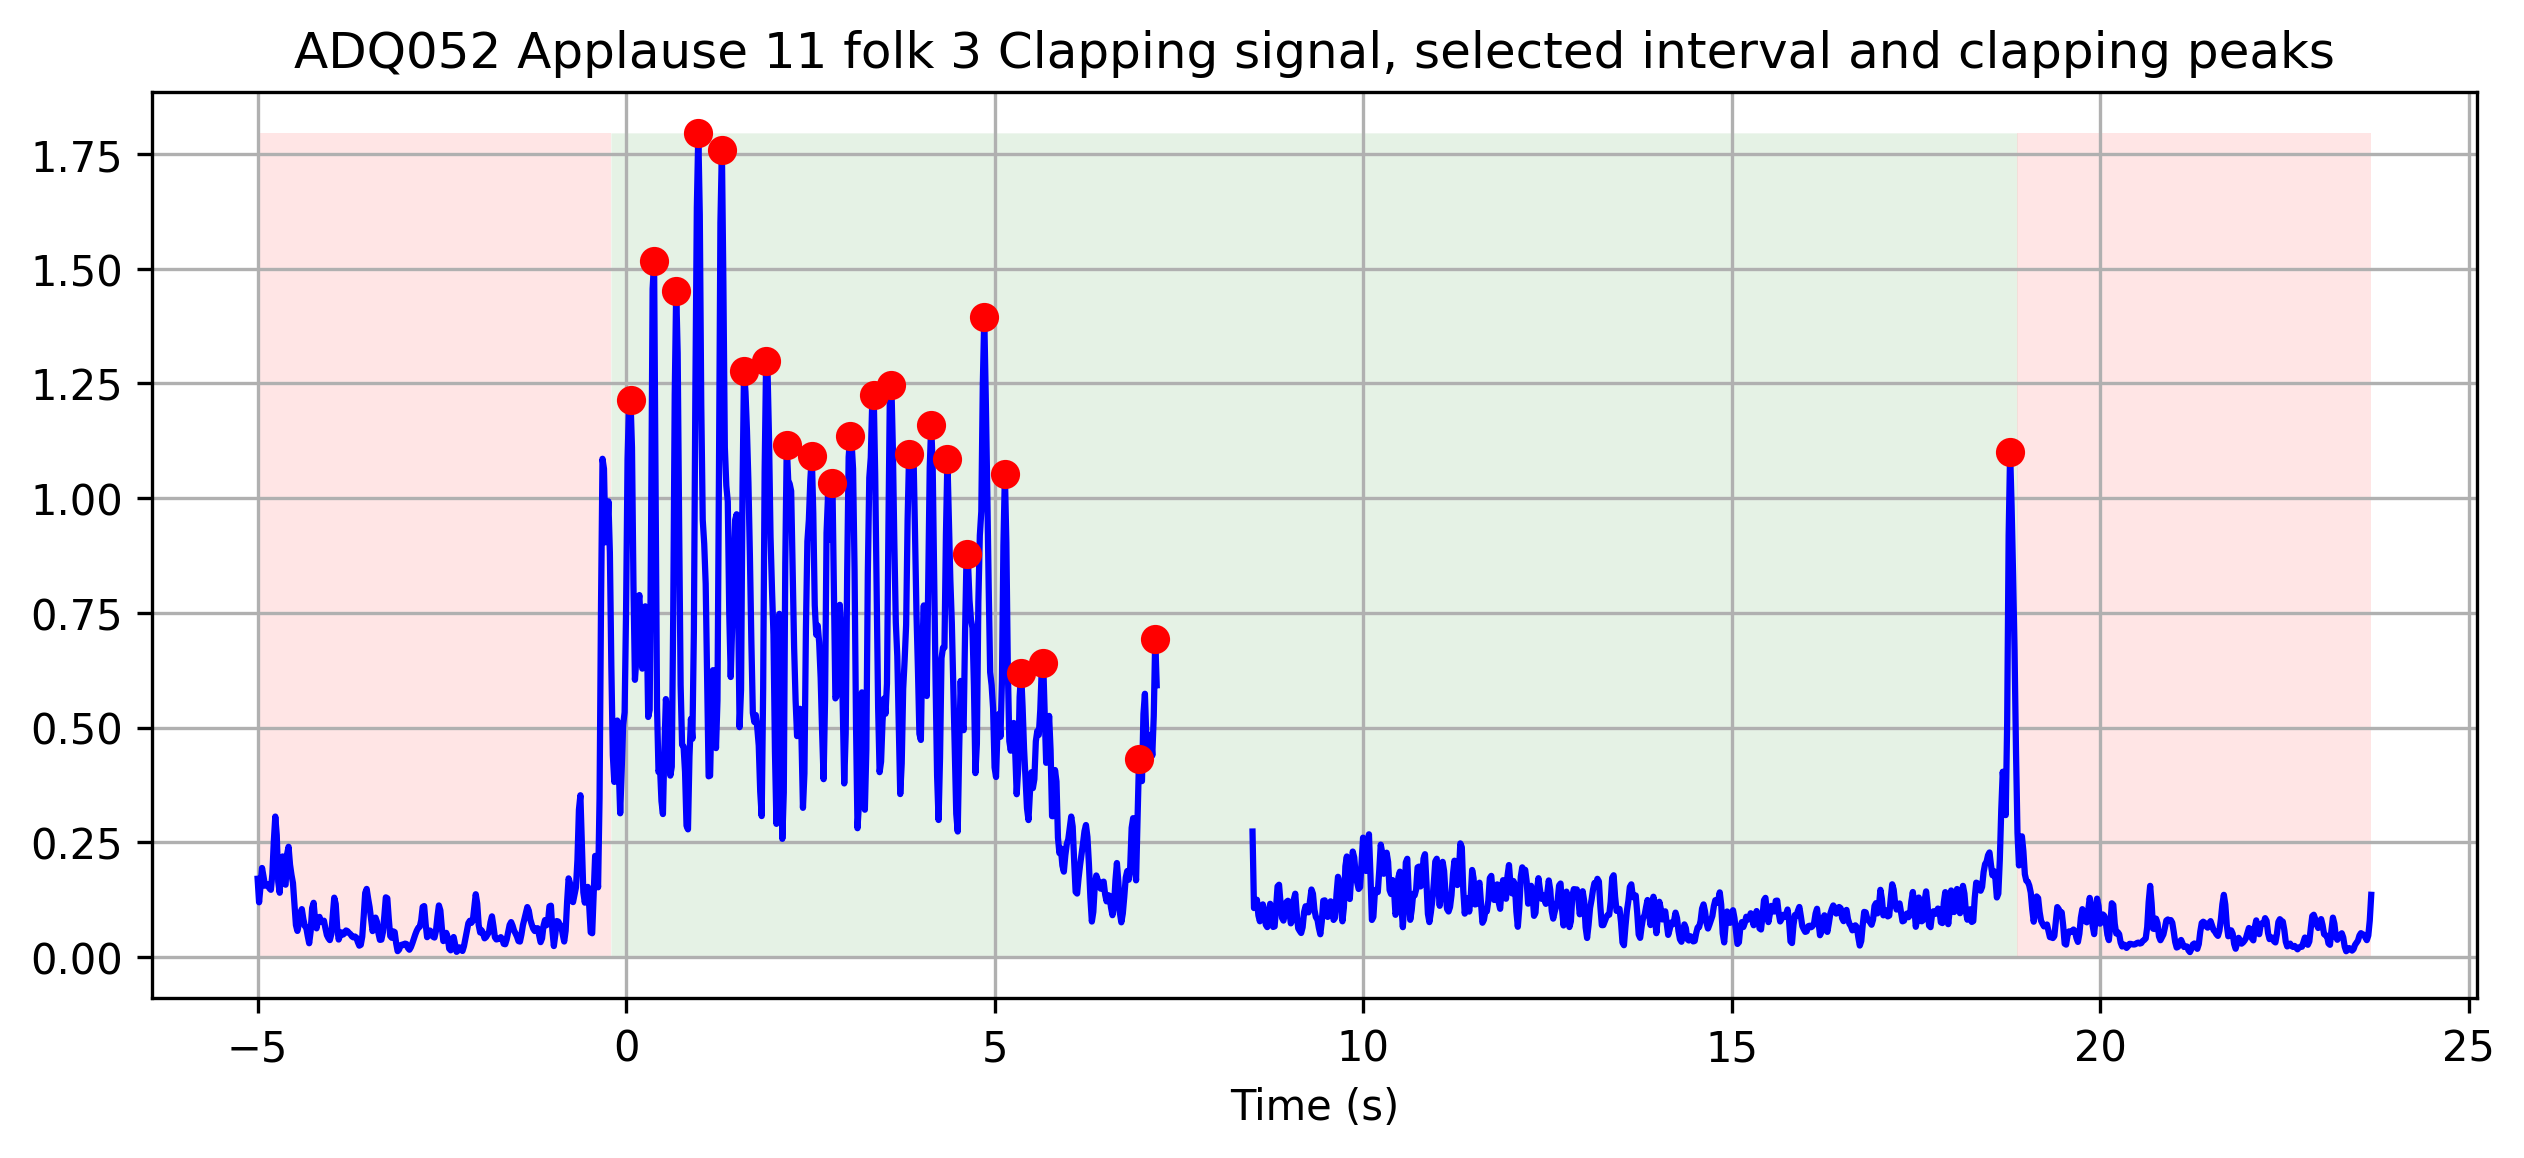 ADQ052 Applause 11 folk 3 Clapping signal, selected interval and clapping peaks
1.75
1.50
1.25
1.00
0.75
0.50
0.25
0.00
−5 0 5 10 15 20 25
Time (s)